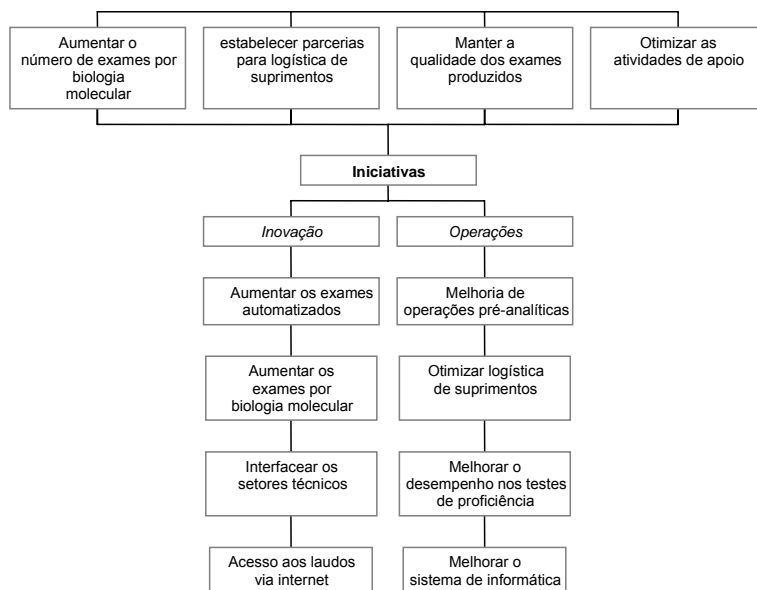 Aumentar o
número de exames por
biologia
molecular
estabelecer parcerias
para logística de
suprimentos
Manter a
qualidade dos exames
produzidos
Otimizar as
atividades de apoio
Iniciativas
Inovação
Operações
Aumentar os exames
automatizados
Melhoria de
operações pré-analíticas
Aumentar os
exames por
biologia molecular
Otimizar logística
de suprimentos
Interfacear os
setores técnicos
Melhorar o
desempenho nos testes
de proficiência
Acesso aos laudos
via internet
Melhorar o
sistema de informática